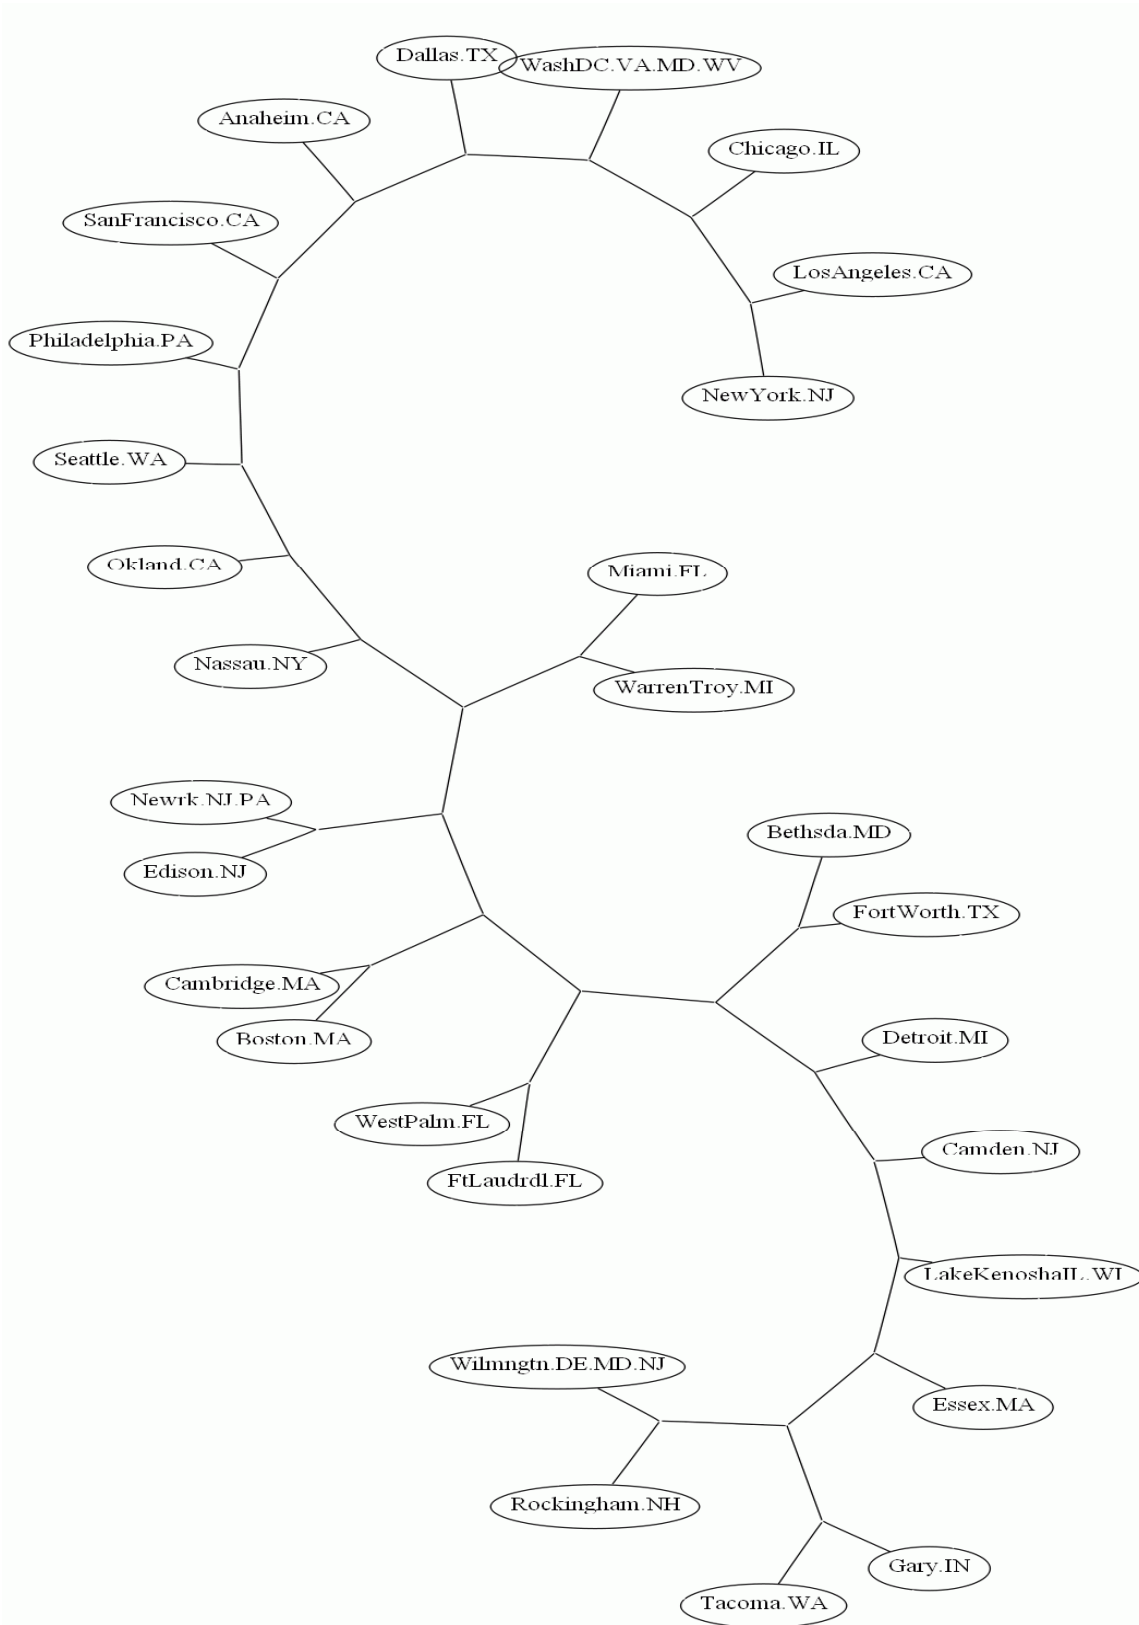 Dallas.TX
WashDC.VA.MD.WV
Anaheim.CA
Chicago.IL
SanFrancisco.CA
LosAngeles.CA
Philadelphia.PA
NewYork.NJ
Seattle.WA
Okland.CA
Miami.FL
Nassau.NY
WarrenTroy.MI
Newrk.NJ.PA
Bethsda.MD
Edison.NJ
FortWorth.TX
Cambridge.MA
Boston.MA
Detroit.MI
WestPalm.FL
Camden.NJ
FtLaudrdl.FL
LakeKenoshaIL.WI
Wilmngtn.DE.MD.NJ
Essex.MA
Rockingham.NH
Gary.IN
Tacoma.WA